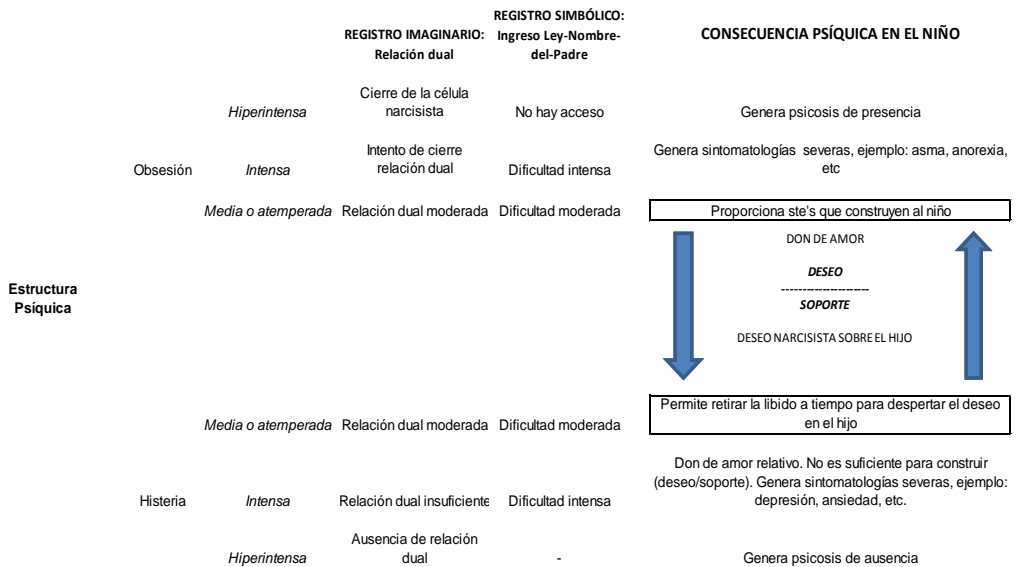 REGISTRO IMAGINARIO:
Relación dual
REGISTRO SIMBÓLICO:
Ingreso Ley-Nombre-
del-Padre
CONSECUENCIA PSÍQUICA EN EL NIÑO
Hiperintensa
Cierre de la célula
narcisista
No hay acceso
Genera psicosis de presencia
Obsesión
Intensa
Intento de cierre
relación dual
Dificultad intensa
Genera sintomatologías severas, ejemplo: asma, anorexia,
etc
Media o atemperada
Relación dual moderada
Dificultad moderada
Proporciona ste's que construyen al niño
DON DE AMOR
DESEO
---------------------
SOPORTE
DESEO NARCISISTA SOBRE EL HIJO
Estructura
Psíquica
Media o atemperada
Relación dual moderada
Dificultad moderada
Permite retirar la libido a tiempo para despertar el deseo
en el hijo
Histeria
Intensa
Relación dual insuficiente
Dificultad intensa
Don de amor relativo. No es suficiente para construir
(deseo/soporte). Genera sintomatologías severas, ejemplo:
depresión, ansiedad, etc.
Hiperintensa
Ausencia de relación
dual
-
Genera psicosis de ausencia